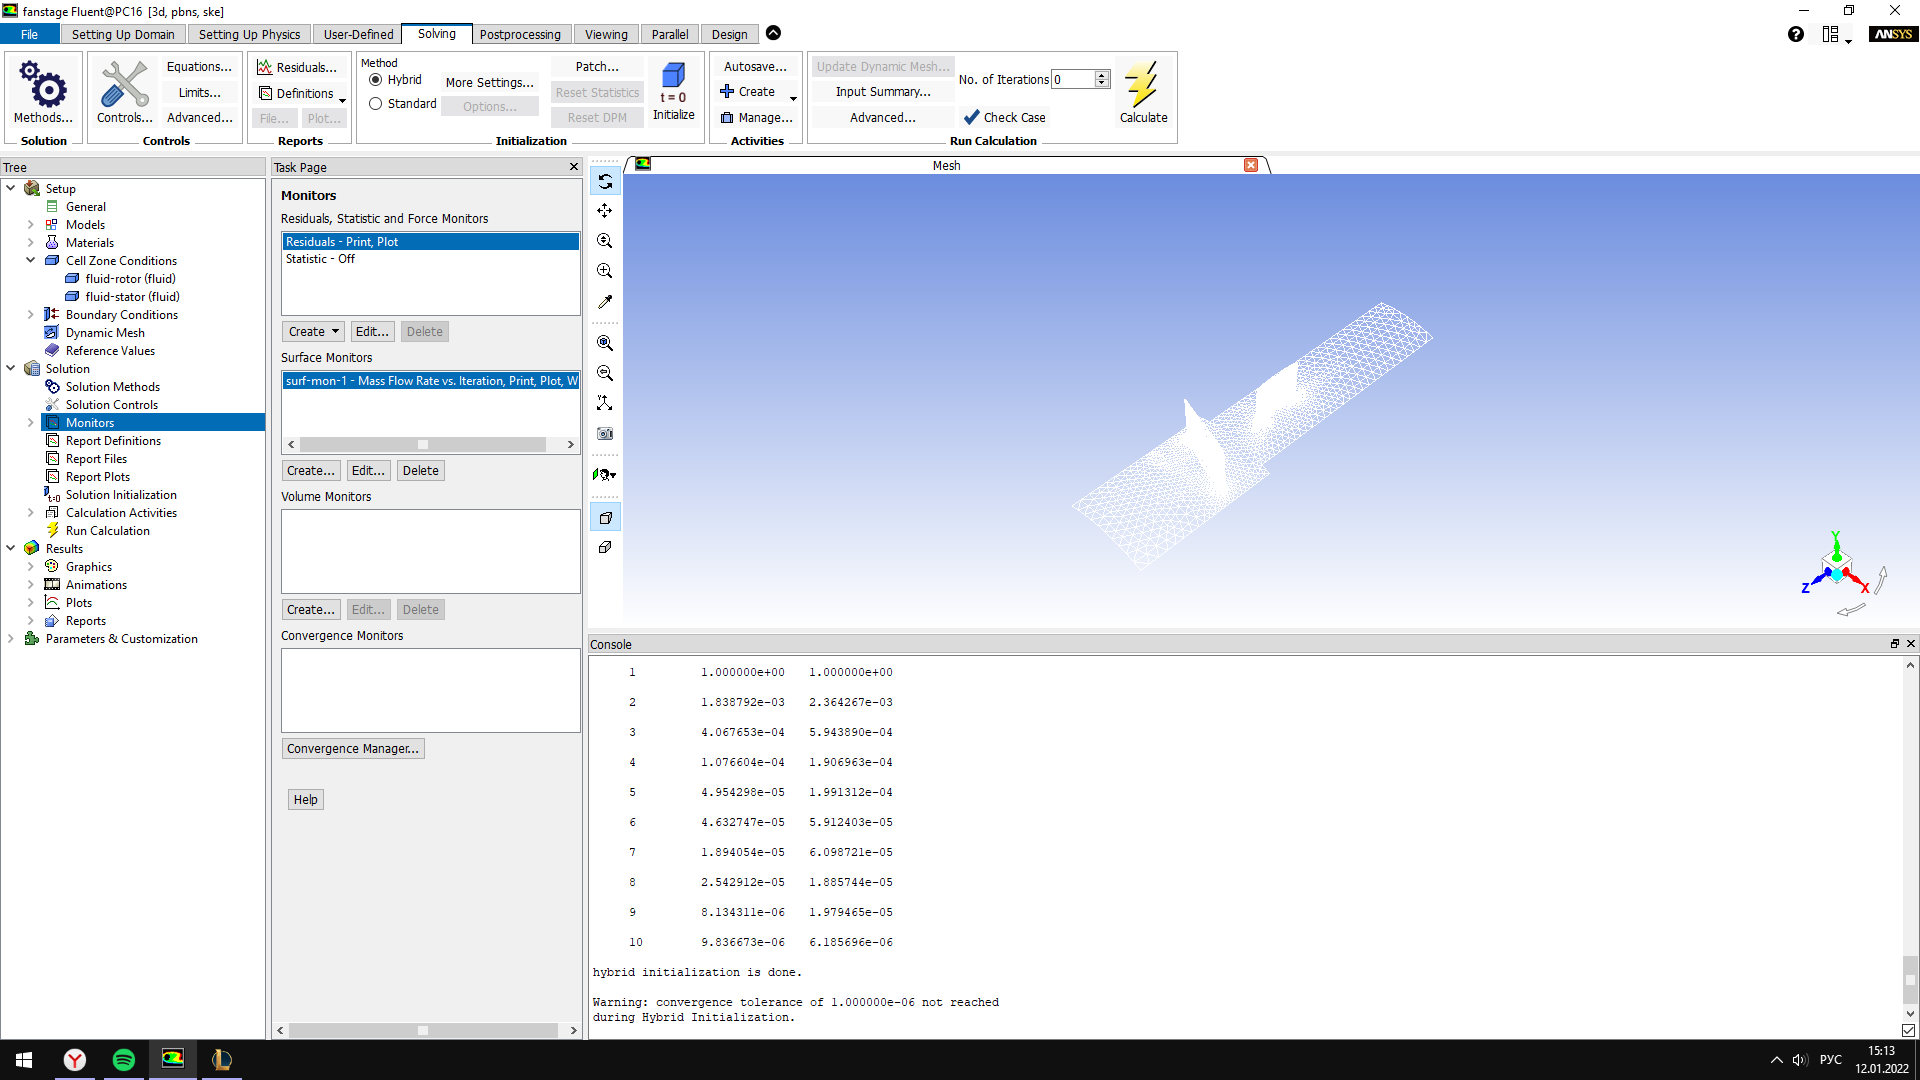 fanstage Fluent@PC16 [3d, pbns, ske]
File Setting Up Domain Setting Up Physics User-Defined Solving Postprocessing Viewing Parallel Design
ANSYS
Methods...
Solution
Controls...
Equations...
Limits...
Advanced...
Controls
Residuals...
Definitions
File... Plot...
Reports
Method
Hybrid
Standard
More Settings...
Options...
Patch...
Reset Statistics
Reset DPM
t = 0
Initialize
Initialization
Autosave...
Create
Manage...
Activities
Update Dynamic Mesh...
Input Summary...
Advanced...
No. of Iterations 0
Check Case
Calculate
Run Calculation
Tree
Setup
General
Models
Materials
Cell Zone Conditions
fluid-rotor (fluid)
fluid-stator (fluid)
Boundary Conditions
Dynamic Mesh
Reference Values
Solution
Solution Methods
Solution Controls
Monitors
Report Definitions
Report Files
Report Plots
Solution Initialization
Calculation Activities
Run Calculation
Results
Graphics
Animations
Plots
Reports
Parameters & Customization
Task Page
Monitors
Residuals, Statistic and Force Monitors
Residuals - Print, Plot
Statistic - Off
Create Edit... Delete
Surface Monitors
surf-mon-1 - Mass Flow Rate vs. Iteration, Print, Plot, W
Create... Edit... Delete
Volume Monitors
Create... Edit... Delete
Convergence Monitors
Convergence Manager...
Help
Mesh
Y
Z X
Console
1 1.000000e+00 1.000000e+00
2 1.838792e-03 2.364267e-03
3 4.067653e-04 5.943890e-04
4 1.076604e-04 1.906963e-04
5 4.954298e-05 1.991312e-04
6 4.632747e-05 5.912403e-05
7 1.894054e-05 6.098721e-05
8 2.542912e-05 1.885744e-05
9 8.134311e-06 1.979465e-05
10 9.836673e-06 6.185696e-06
hybrid initialization is done.
Warning: convergence tolerance of 1.000000e-06 not reached
during Hybrid Initialization.
РУС
15:13
12.01.2022